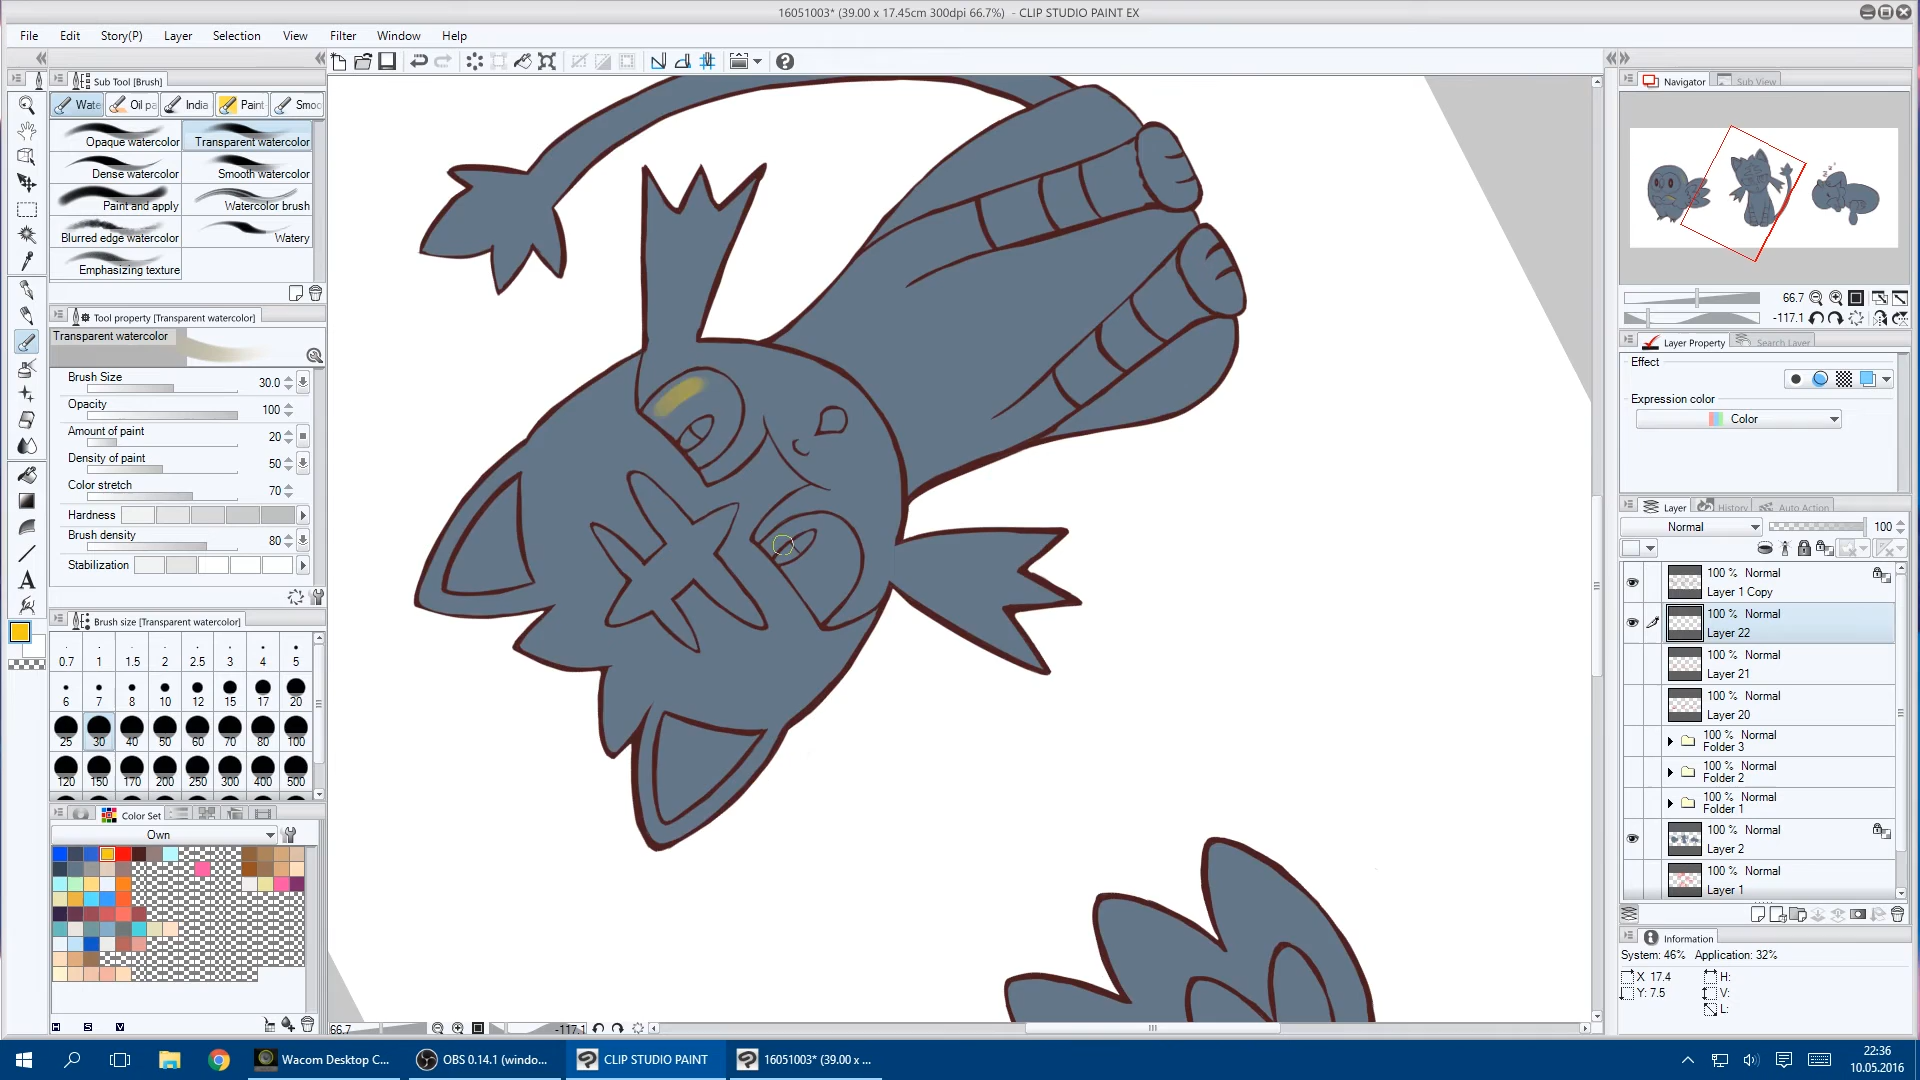 16051003* (39.00 x 17.45cm 300dpi 66.7%)  - CLIP STUDIO PAINT EX
File Edit Story(P) Layer Selection View Filter Window Help
Sub Tool [Brush]
Wate Oil pa India Paint Smoo
Opaque watercolor Transparent watercolor
Dense watercolor Smooth watercolor
Paint and apply Watercolor brush
Blurred edge watercolor Watery
Emphasizing texture
Tool property [Transparent watercolor]
Transparent watercolor
Brush Size 30.0
Opacity 100
Amount of paint 20
Density of paint 50
Color stretch 70
Hardness
Brush density 80
Stabilization
Brush size [Transparent watercolor]
0.7 1 1.5 2 2.5 3 4 5
6 7 8 10 12 15 17 20
25 30 40 50 60 70 80 100
120 150 170 200 250 300 400 500
Color Set
Own
H S V
66.7 -117.1
z z
Navigator Sub View
66.7
-117.1
Layer Property Search Layer
Effect
Expression color
Color
Layer History Auto Action
Normal 100
100 % Normal
Layer 1 Copy
100 % Normal
Layer 22
100 % Normal
Layer 21
100 % Normal
Layer 20
100 % Normal
Folder 3
100 % Normal
Folder 2
100 % Normal
Folder 1
100 % Normal
Layer 2
100 % Normal
Layer 1
Information
System: 46% Application: 32%
X 17.4 H:
Y: 7.5 V:
L:
Wacom Desktop C... OBS 0.14.1 (windo... CLIP STUDIO PAINT 16051003* (39.00 x ...
22:36
10.05.2016